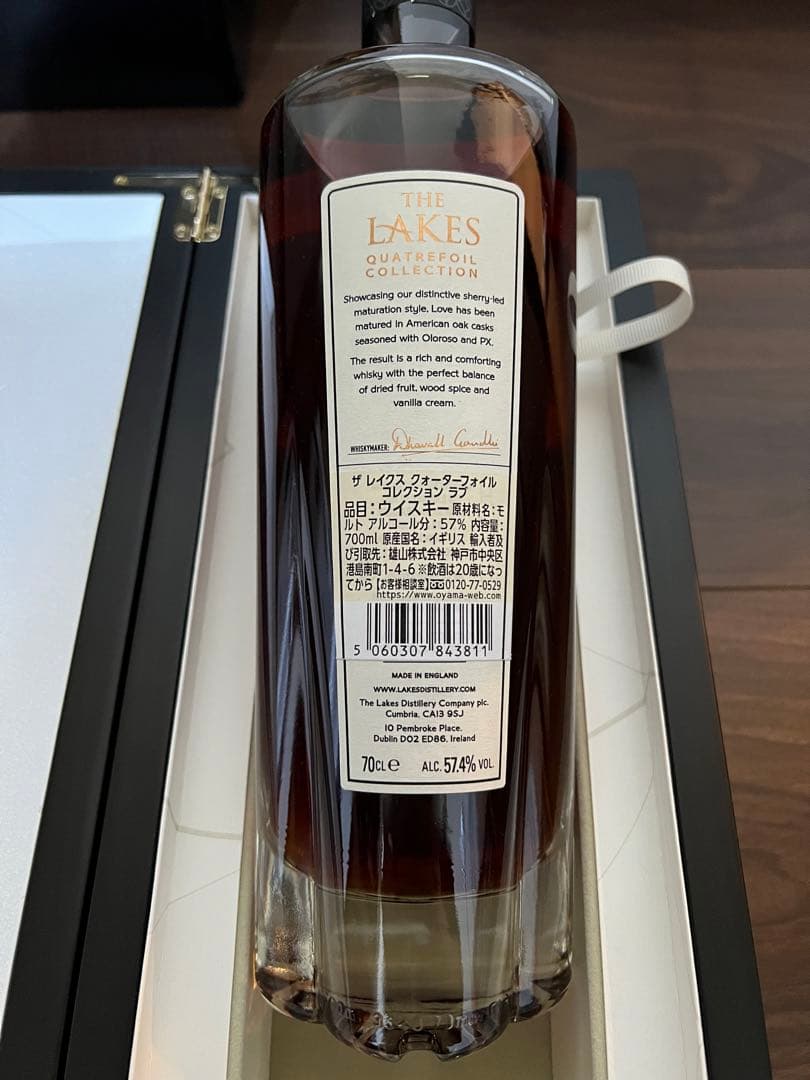 THE
LAKES
QUATREFOIL
COLLECTION
Showcasing our distinctive sherry-led
maturation style, Love has been
matured in American oak casks
seasoned with Oloroso and PX.
The result is a rich and comforting
whisky with the perfect balance
of dried fruit, wood spice and
vanilla cream.
WHISKYMAKER: Dhavall Gandhi
ザ レイクス クォーターフォイル
コレクション ラブ
品目:ウイスキー 原材料名:モ
ルト アルコール分:57% 内容量:
700ml 原産国名:イギリス 輸入者及
び引取先:雄山株式会社 神戸市中央区
港島南町1-4-6 ※飲酒は20歳になっ
てから【お客様相談室】0120-77-0529
https://www.oyama-web.com
5 060307 843811
MADE IN ENGLAND
WWW.LAKESDISTILLERY.COM
The Lakes Distillery Company plc.
Cumbria, CA13 9SJ
10 Pembroke Place,
Dublin D02 ED86, Ireland
70CL e ALC. 57.4% VOL.